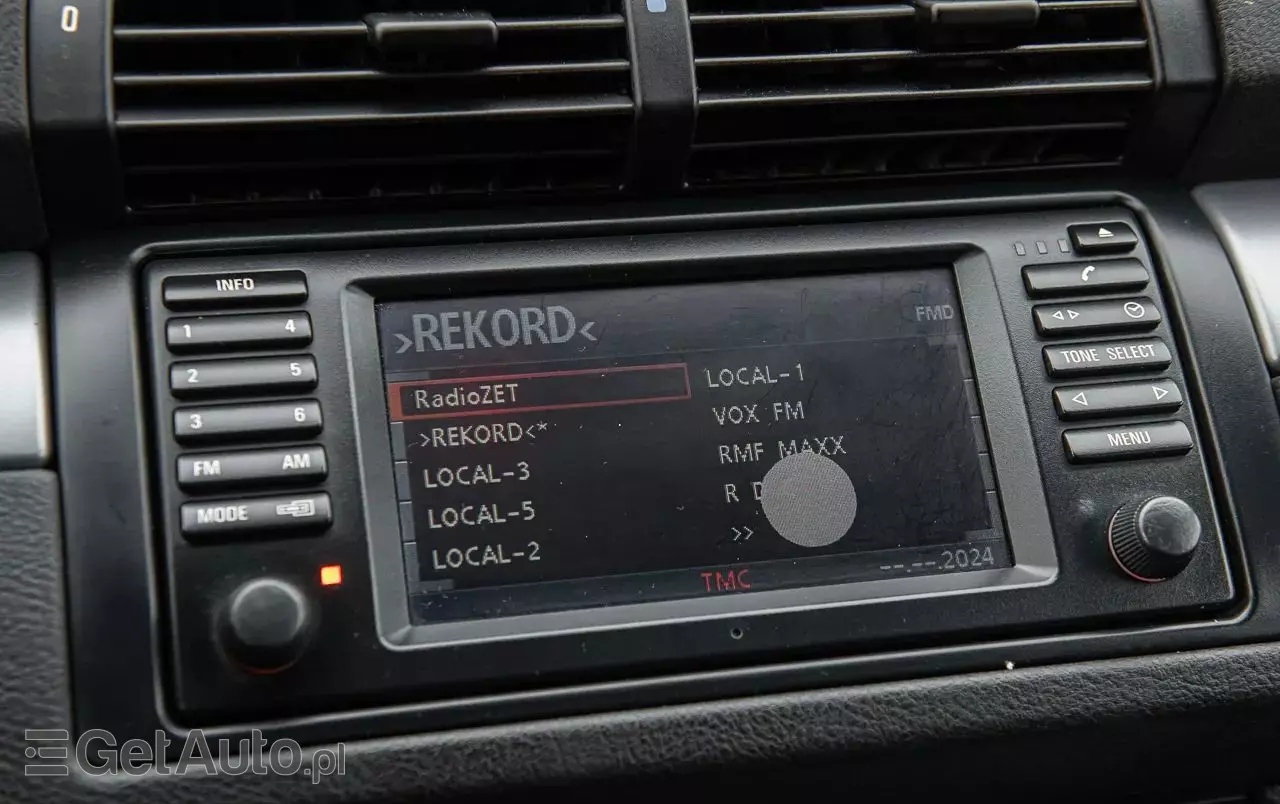 0
INFO
1 4
2 5
3 6
FM AM
MODE
>REKORD<
FMD
RadioZET
>REKORD<*
LOCAL-3
LOCAL-5
LOCAL-2
LOCAL-1
VOX FM
RMF MAXX
R
>>
TMC
--.--.2024
TONE SELECT
MENU
GetAuto.pl